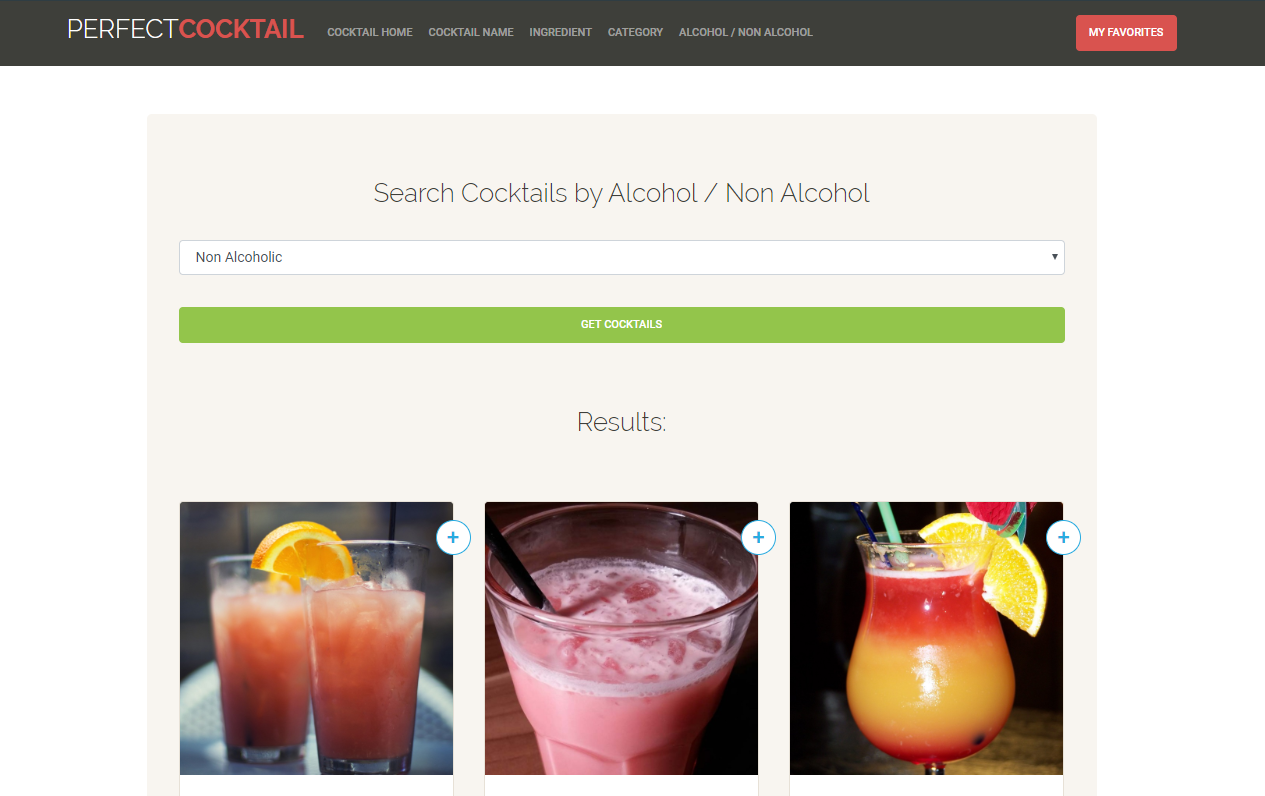 PERFECTCOCKTAIL COCKTAIL HOME COCKTAIL NAME INGREDIENT CATEGORY ALCOHOL / NON ALCOHOL MY FAVORITES
Search Cocktails by Alcohol / Non Alcohol
Non Alcoholic
GET COCKTAILS
Results:
+ + +